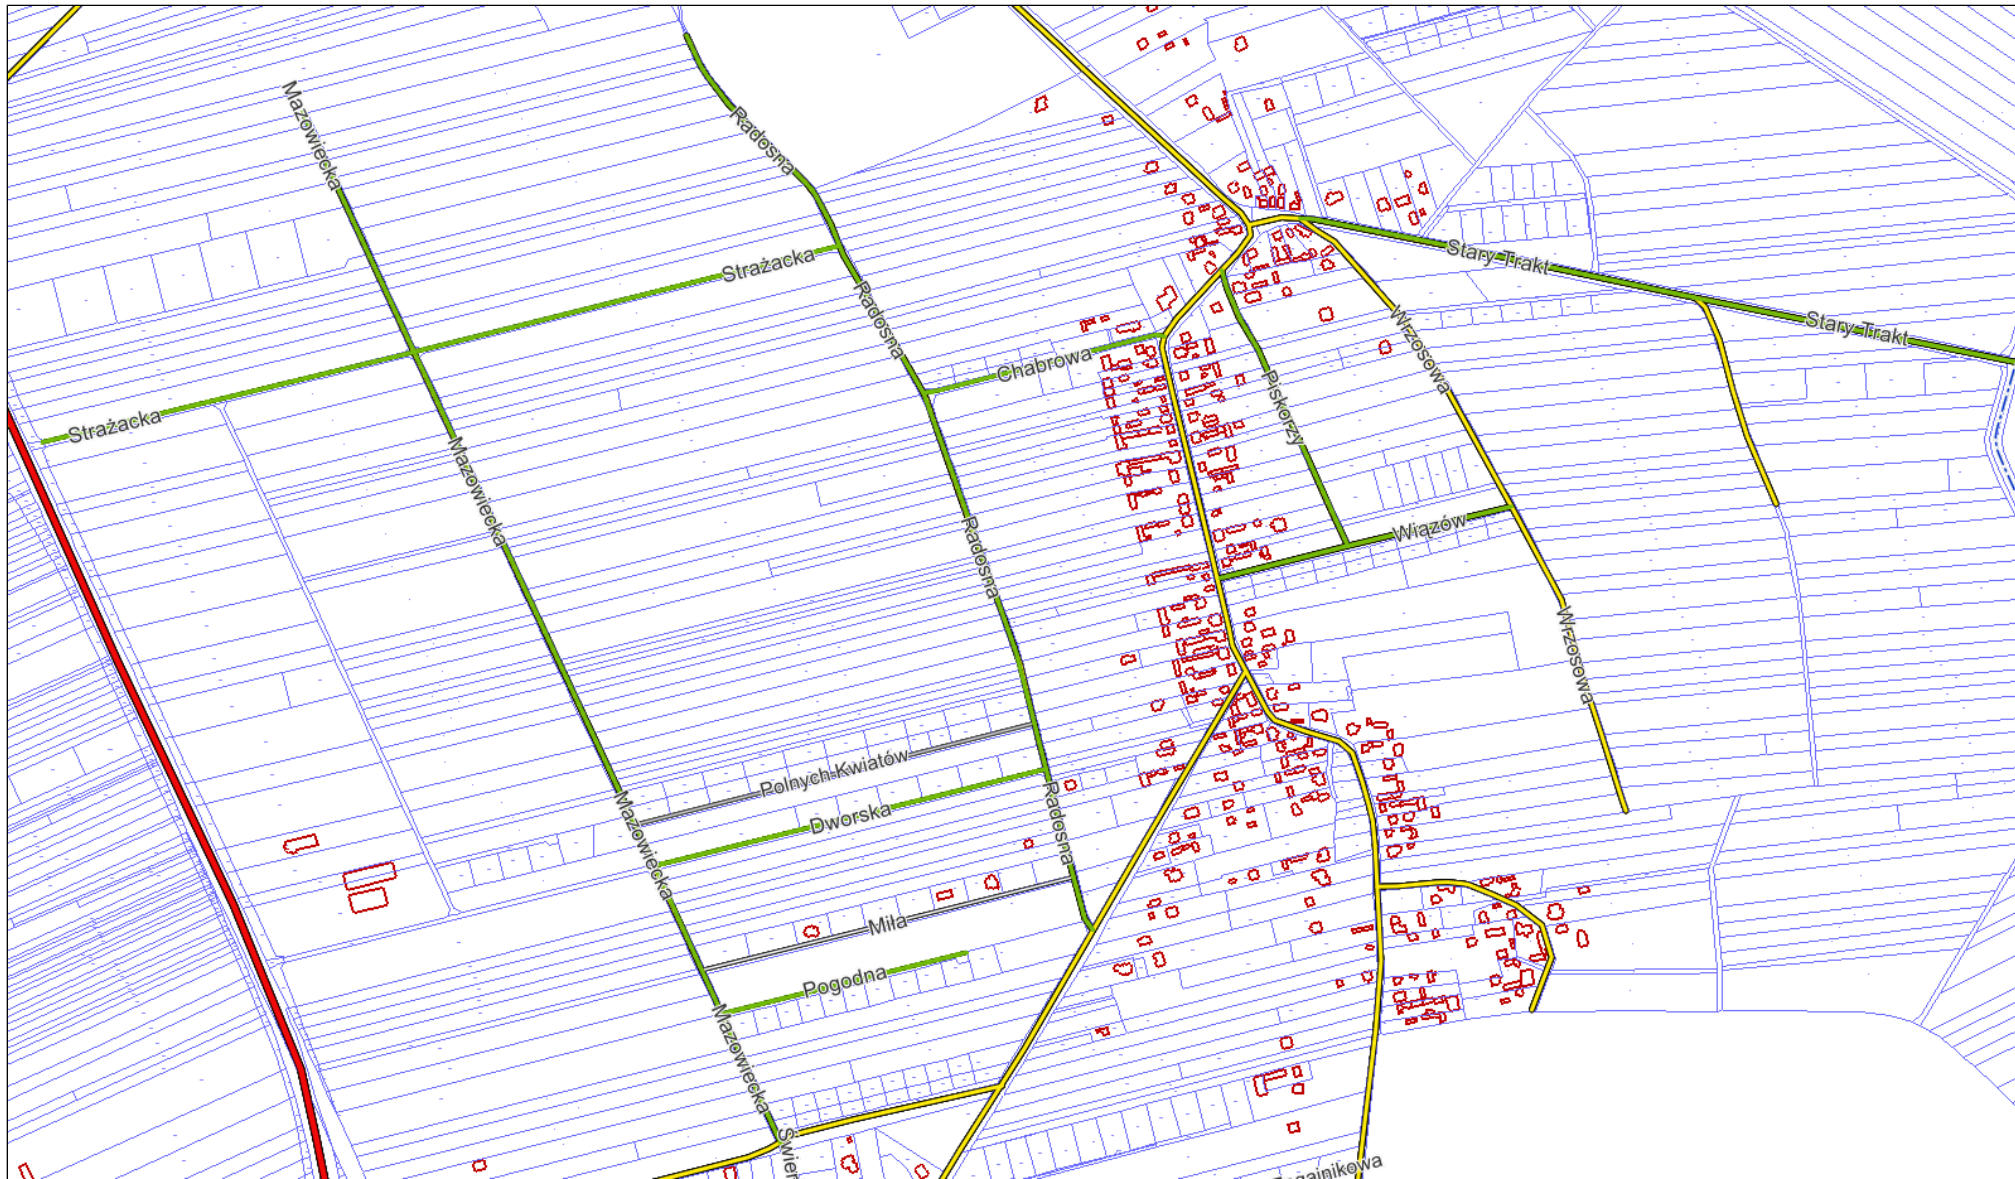 Mazowiecka
Radosna
Strażacka
Stary Trakt
Radosna
Wrzosowa
Stary Trakt
Chabrowa
Piskorzy
Strażacka
Mazowiecka
Radosna
Wiązów
Wrzosowa
Polnych Kwiatów
Dworska
Radosna
Mazowiecka
Miła
Pogodna
Mazowiecka